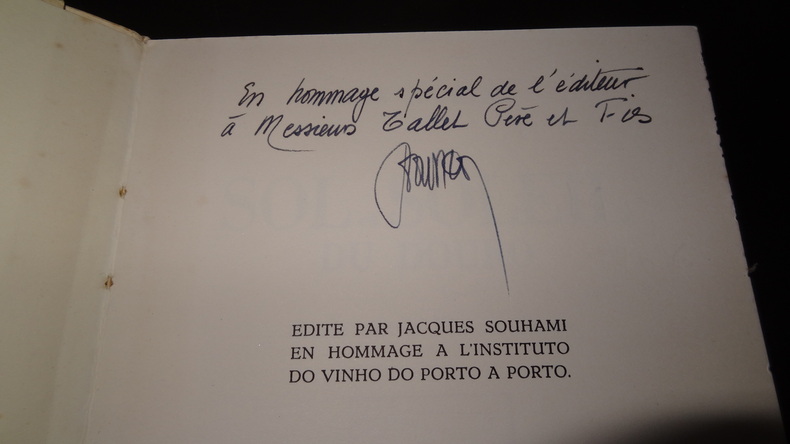 En hommage spécial de l'éditeur
à Messieurs Tallet Père et Fils
EDITE PAR JACQUES SOUHAMI
EN HOMMAGE A L'INSTITUTO
DO VINHO DO PORTO A PORTO.